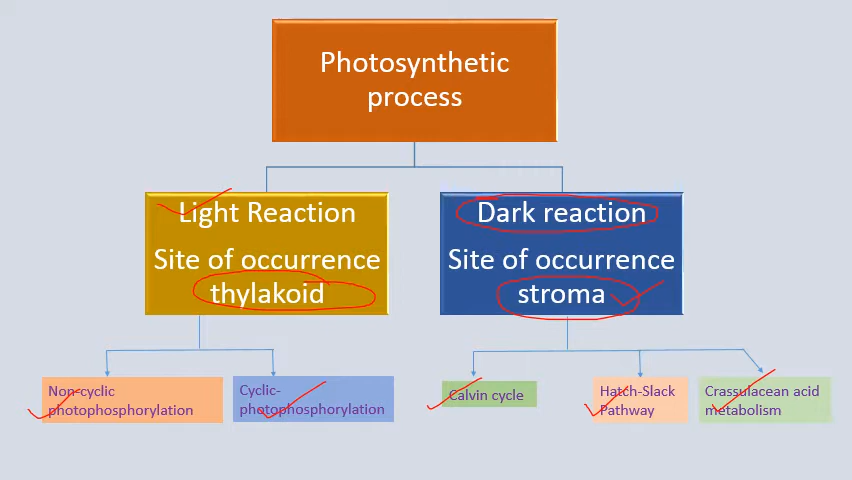 Photosynthetic
process
Light Reaction
Site of occurrence
thylakoid
Dark reaction
Site of occurrence
stroma
Non-cyclic
photophosphorylation
Cyclic-
photophosphorylation
Calvin cycle
Hatch-Slack
Pathway
Crassulacean acid
metabolism